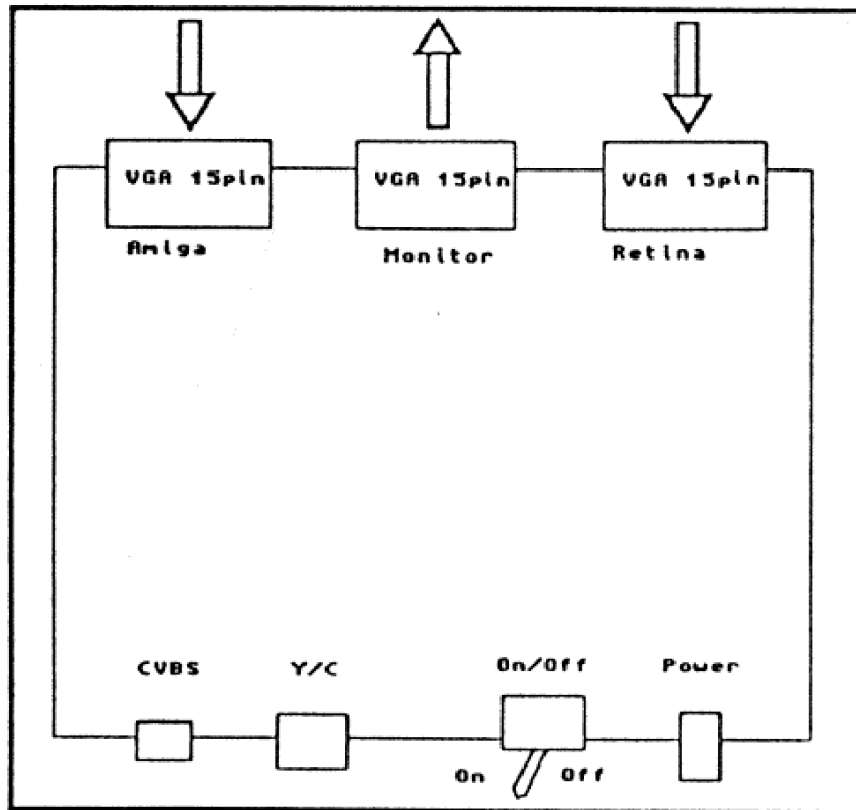 VGA 15pin VGA 15pin VGA 15pin
Amiga Monitor Retina
CVBS Y/C On/Off Power
On Off